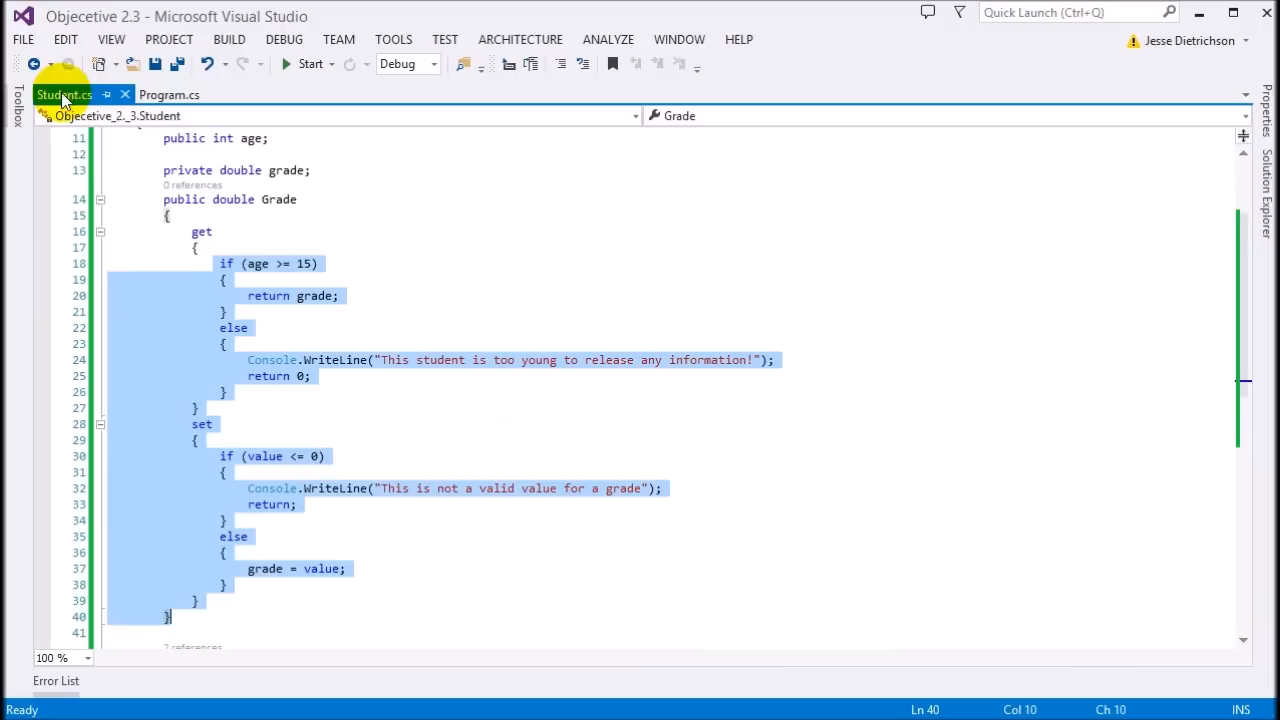 Objecetive 2.3 - Microsoft Visual Studio
Quick Launch (Ctrl+Q)
FILE EDIT VIEW PROJECT BUILD DEBUG TEAM TOOLS TEST ARCHITECTURE ANALYZE WINDOW HELP
Jesse Dietrichson
Start Debug
Student.cs Program.cs
Toolbox
Properties
Solution Explorer
Objecetive_2._3.Student Grade
11 public int age;
12
13 private double grade;
0 references
14 public double Grade
15 {
16 get
17 {
18 if (age >= 15)
19 {
20 return grade;
21 }
22 else
23 {
24 Console.WriteLine("This student is too young to release any information!");
25 return 0;
26 }
27 }
28 set
29 {
30 if (value <= 0)
31 {
32 Console.WriteLine("This is not a valid value for a grade");
33 return;
34 }
35 else
36 {
37 grade = value;
38 }
39 }
40 }
41
2 references
100 %
Error List
Ready Ln 40 Col 10 Ch 10 INS